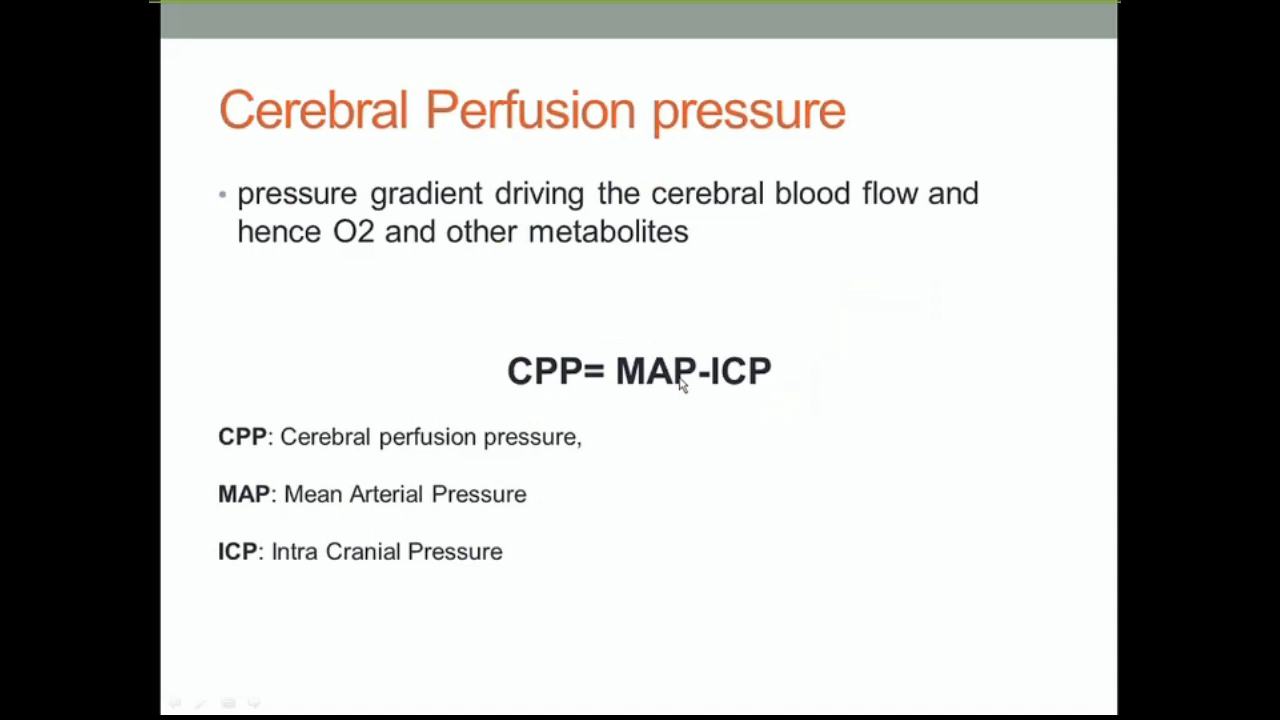 Cerebral Perfusion pressure
• pressure gradient driving the cerebral blood flow and
hence O2 and other metabolites
CPP= MAP-ICP
CPP: Cerebral perfusion pressure,
MAP: Mean Arterial Pressure
ICP: Intra Cranial Pressure